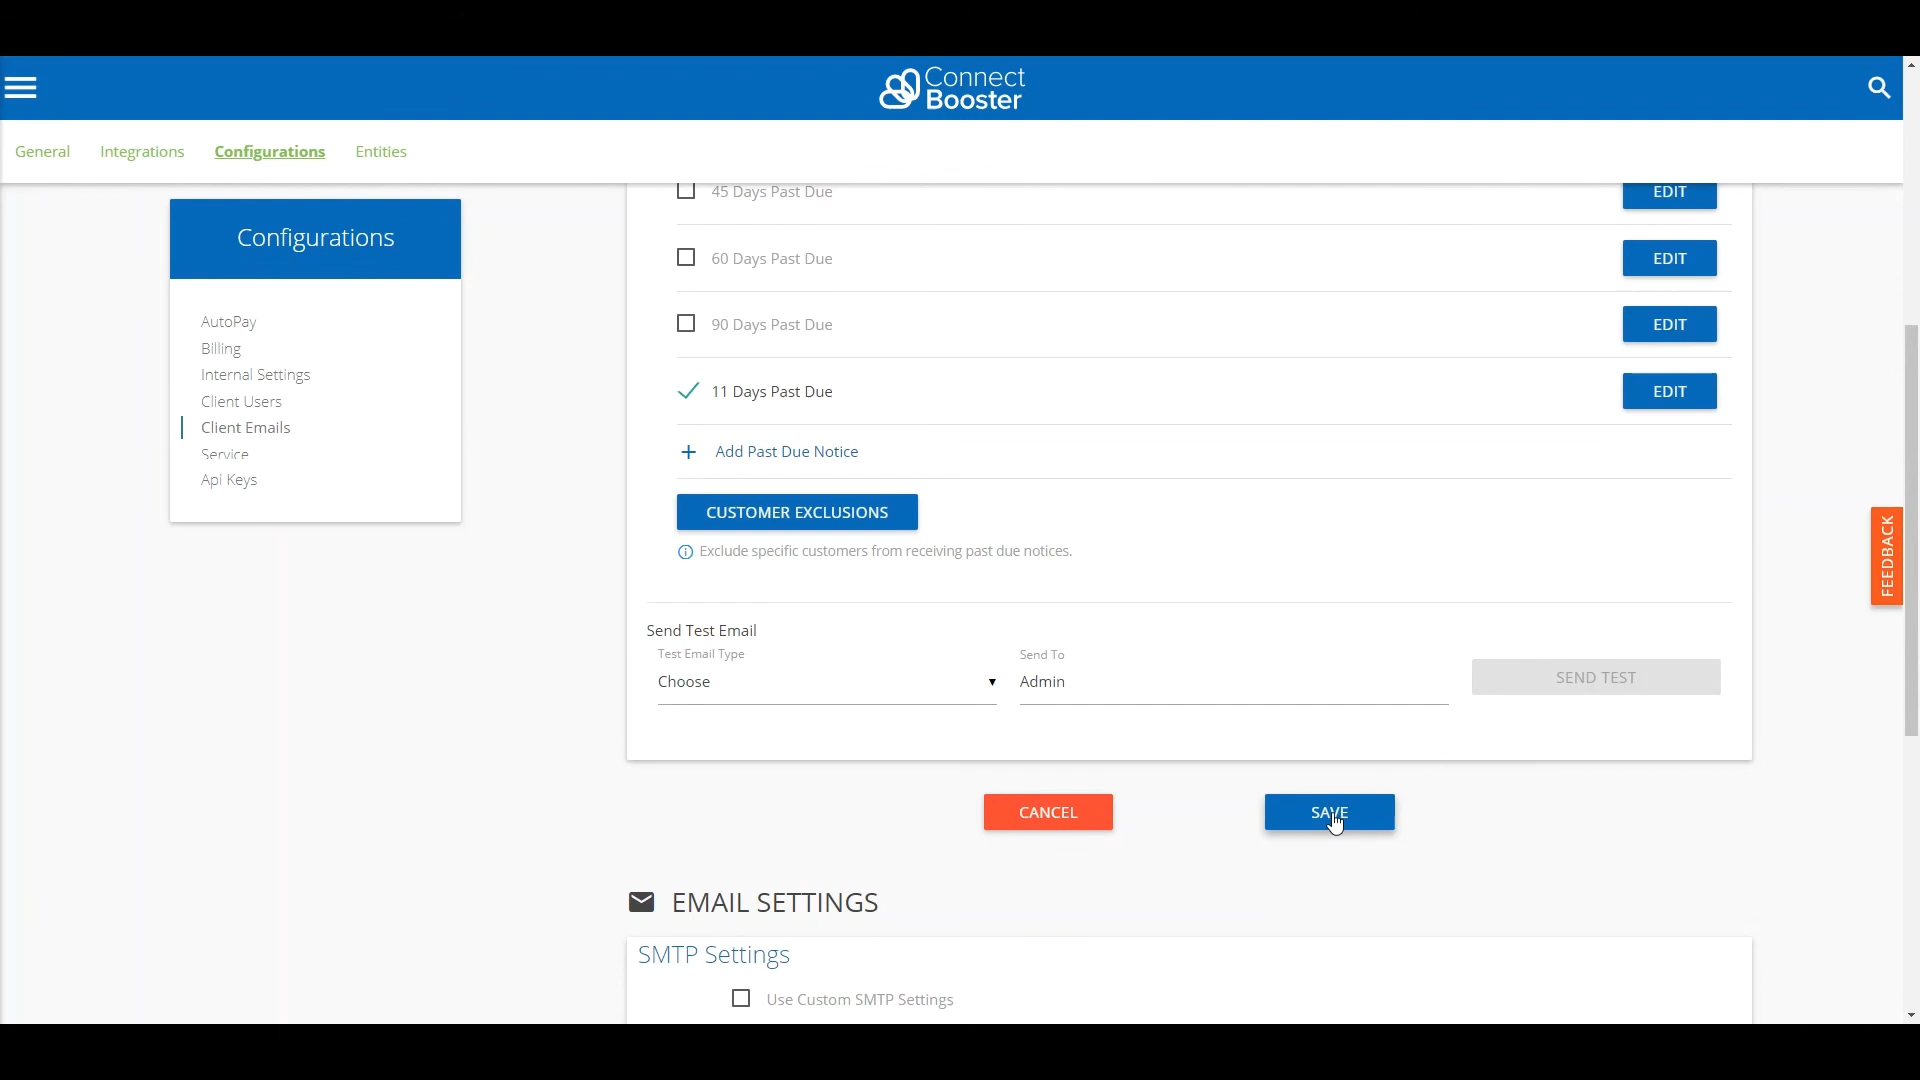 Connect
Booster
General Integrations Configurations Entities
Configurations
AutoPay
Billing
Internal Settings
Client Users
Client Emails
Service
Api Keys
45 Days Past Due EDIT
60 Days Past Due EDIT
90 Days Past Due EDIT
11 Days Past Due EDIT
+ Add Past Due Notice
CUSTOMER EXCLUSIONS
Exclude specific customers from receiving past due notices.
Send Test Email
Test Email Type Send To
Choose Admin SEND TEST
CANCEL SAVE
EMAIL SETTINGS
SMTP Settings
Use Custom SMTP Settings
FEEDBACK